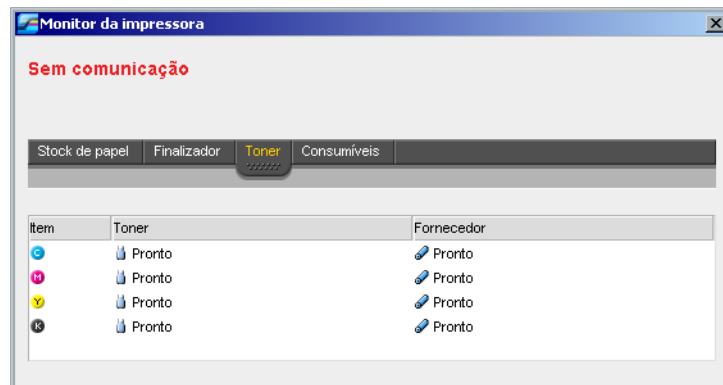 Monitor da impressora
Sem comunicação
Stock de papel Finalizador Toner Consumíveis
Item Toner Fornecedor
C Pronto Pronto
M Pronto Pronto
Y Pronto Pronto
K Pronto Pronto